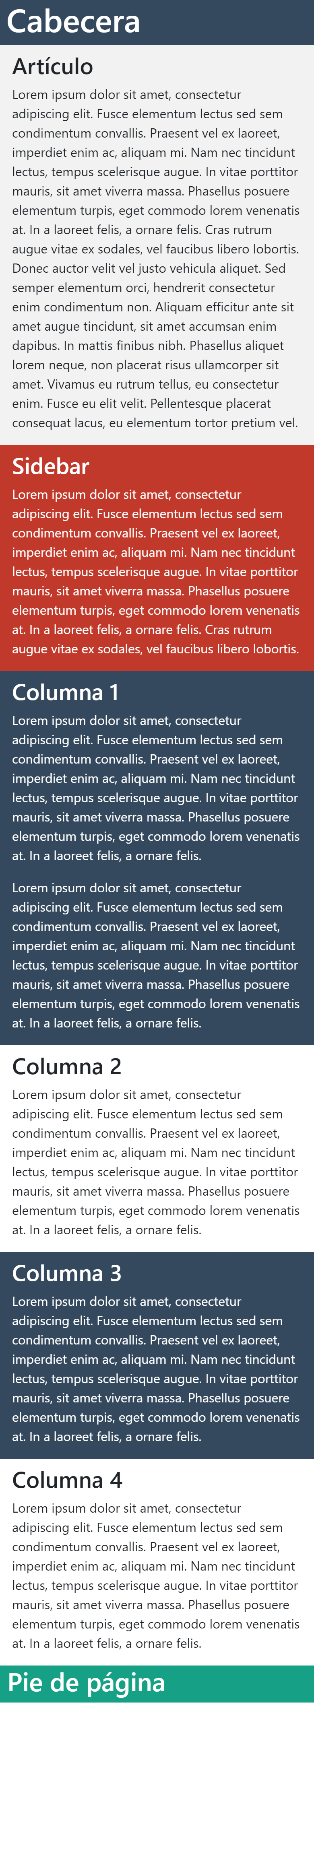 Cabecera
Artículo
Lorem ipsum dolor sit amet, consectetur
adipiscing elit. Fusce elementum lectus sed sem
condimentum convallis. Praesent vel ex laoreet,
imperdiet enim ac, aliquam mi. Nam nec tincidunt
lectus, tempus scelerisque augue. In vitae porttitor
mauris, sit amet viverra massa. Phasellus posuere
elementum turpis, eget commodo lorem venenatis
at. In a laoreet felis, a ornare felis. Cras rutrum
augue vitae ex sodales, vel faucibus libero lobortis.
Donec auctor velit vel justo vehicula aliquet. Sed
semper elementum orci, hendrerit consectetur
enim condimentum non. Aliquam efficitur ante sit
amet augue tincidunt, sit amet accumsan enim
dapibus. In mattis finibus nibh. Phasellus aliquet
lorem neque, non placerat risus ullamcorper sit
amet. Vivamus eu rutrum tellus, eu consectetur
enim. Fusce eu elit velit. Pellentesque placerat
consequat lacus, eu elementum tortor pretium vel.
Sidebar
Lorem ipsum dolor sit amet, consectetur
adipiscing elit. Fusce elementum lectus sed sem
condimentum convallis. Praesent vel ex laoreet,
imperdiet enim ac, aliquam mi. Nam nec tincidunt
lectus, tempus scelerisque augue. In vitae porttitor
mauris, sit amet viverra massa. Phasellus posuere
elementum turpis, eget commodo lorem venenatis
at. In a laoreet felis, a ornare felis. Cras rutrum
augue vitae ex sodales, vel faucibus libero lobortis.
Columna 1
Lorem ipsum dolor sit amet, consectetur
adipiscing elit. Fusce elementum lectus sed sem
condimentum convallis. Praesent vel ex laoreet,
imperdiet enim ac, aliquam mi. Nam nec tincidunt
lectus, tempus scelerisque augue. In vitae porttitor
mauris, sit amet viverra massa. Phasellus posuere
elementum turpis, eget commodo lorem venenatis
at. In a laoreet felis, a ornare felis.
Lorem ipsum dolor sit amet, consectetur
adipiscing elit. Fusce elementum lectus sed sem
condimentum convallis. Praesent vel ex laoreet,
imperdiet enim ac, aliquam mi. Nam nec tincidunt
lectus, tempus scelerisque augue. In vitae porttitor
mauris, sit amet viverra massa. Phasellus posuere
elementum turpis, eget commodo lorem venenatis
at. In a laoreet felis, a ornare felis.
Columna 2
Lorem ipsum dolor sit amet, consectetur
adipiscing elit. Fusce elementum lectus sed sem
condimentum convallis. Praesent vel ex laoreet,
imperdiet enim ac, aliquam mi. Nam nec tincidunt
lectus, tempus scelerisque augue. In vitae porttitor
mauris, sit amet viverra massa. Phasellus posuere
elementum turpis, eget commodo lorem venenatis
at. In a laoreet felis, a ornare felis.
Columna 3
Lorem ipsum dolor sit amet, consectetur
adipiscing elit. Fusce elementum lectus sed sem
condimentum convallis. Praesent vel ex laoreet,
imperdiet enim ac, aliquam mi. Nam nec tincidunt
lectus, tempus scelerisque augue. In vitae porttitor
mauris, sit amet viverra massa. Phasellus posuere
elementum turpis, eget commodo lorem venenatis
at. In a laoreet felis, a ornare felis.
Columna 4
Lorem ipsum dolor sit amet, consectetur
adipiscing elit. Fusce elementum lectus sed sem
condimentum convallis. Praesent vel ex laoreet,
imperdiet enim ac, aliquam mi. Nam nec tincidunt
lectus, tempus scelerisque augue. In vitae porttitor
mauris, sit amet viverra massa. Phasellus posuere
elementum turpis, eget commodo lorem venenatis
at. In a laoreet felis, a ornare felis.
Pie de página